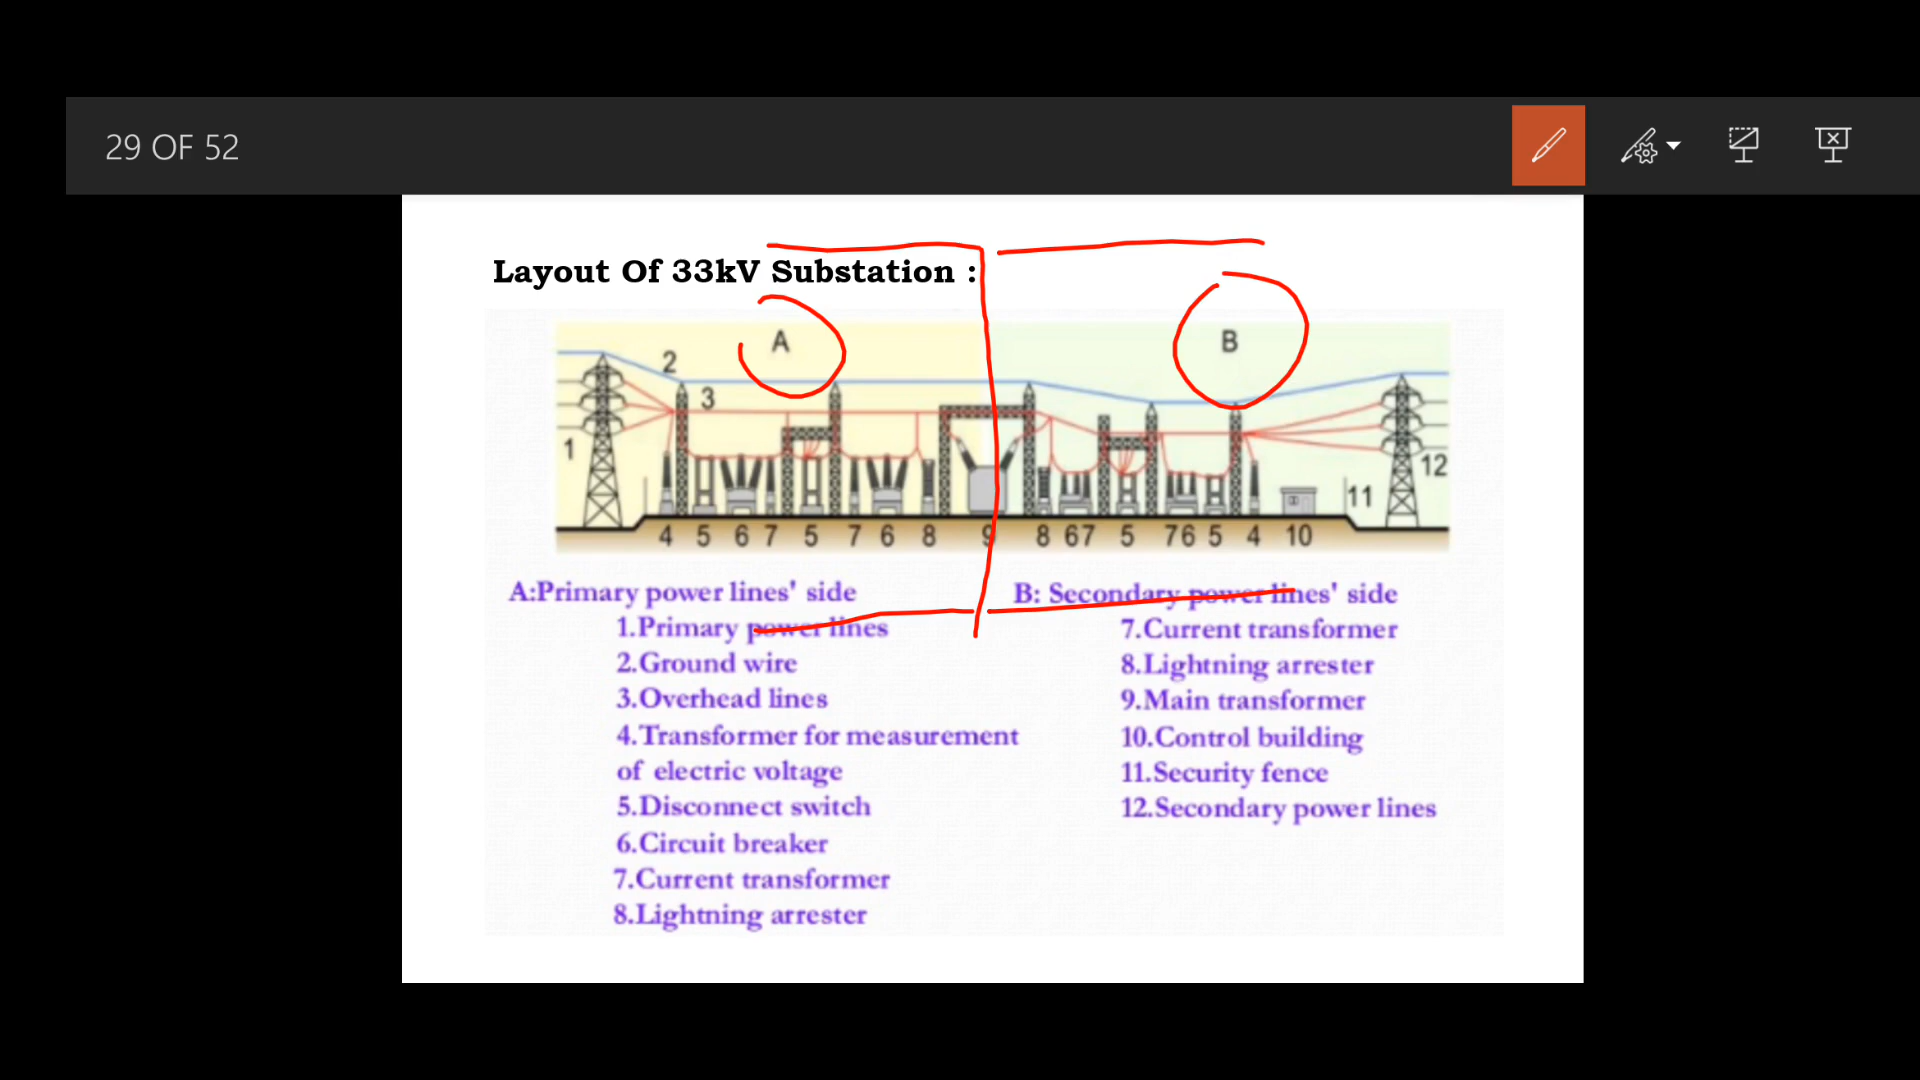 29 OF 52
Layout Of 33kV Substation :
A
B
2
3
1
12
11
4 5 6 7 5 7 6 8 9 8 67 5 76 5 4 10
A:Primary power lines' side
1.Primary power lines
2.Ground wire
3.Overhead lines
4.Transformer for measurement
of electric voltage
5.Disconnect switch
6.Circuit breaker
7.Current transformer
8.Lightning arrester
B: Secondary power lines' side
7.Current transformer
8.Lightning arrester
9.Main transformer
10.Control building
11.Security fence
12.Secondary power lines